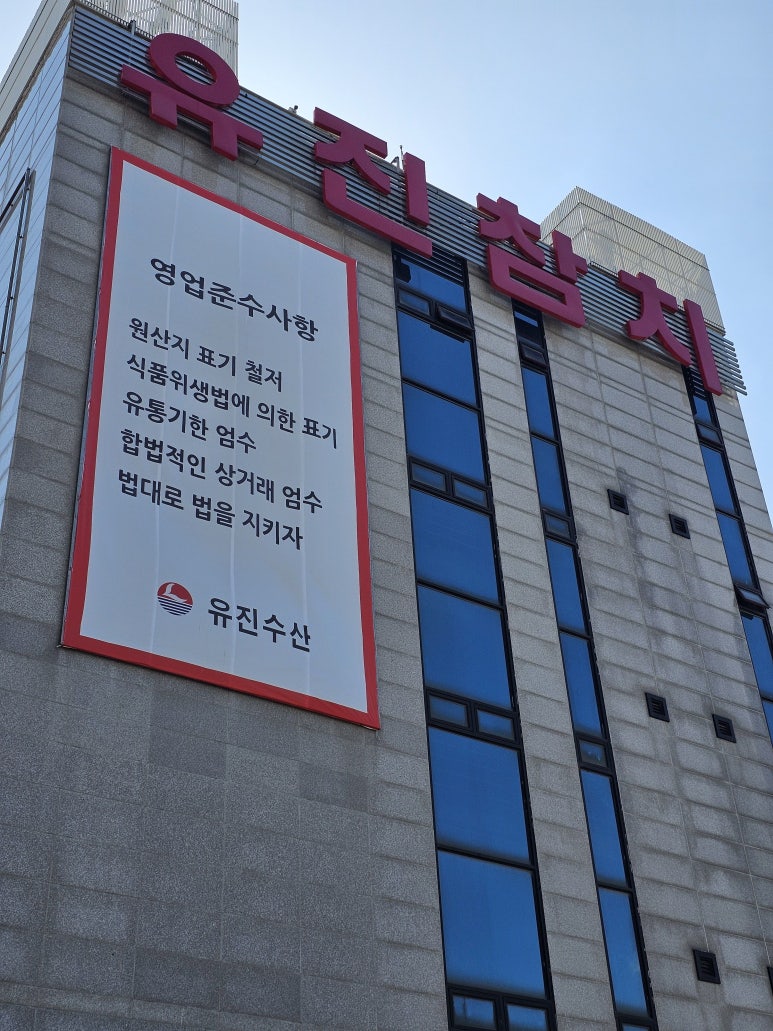 유진참치
영업준수사항
원산지 표기 철저
식품위생법에 의한 표기
유통기한 엄수
합법적인 상거래 엄수
법대로 법을 지키자
유진수산